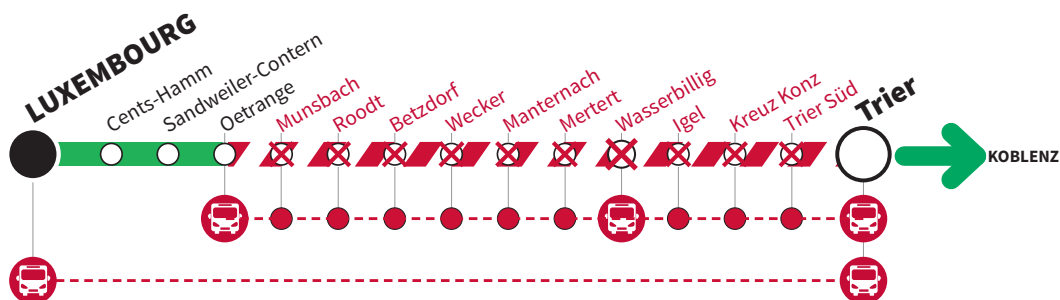 LUXEMBOURG
Cents-Hamm
Sandweiler-Contern
Oetrange
Munsbach
Roodt
Betzdorf
Wecker
Manternach
Mertert
Wasserbillig
Igel
Kreuz Konz
Trier Süd
Trier
KOBLENZ